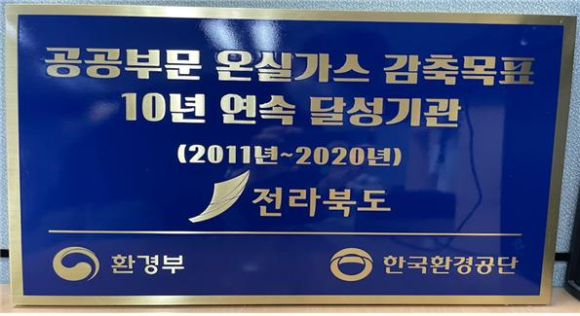 공공부문 온실가스 감축목표
10년 연속 달성기관
(2011년~2020년)
전라북도
환경부 한국환경공단